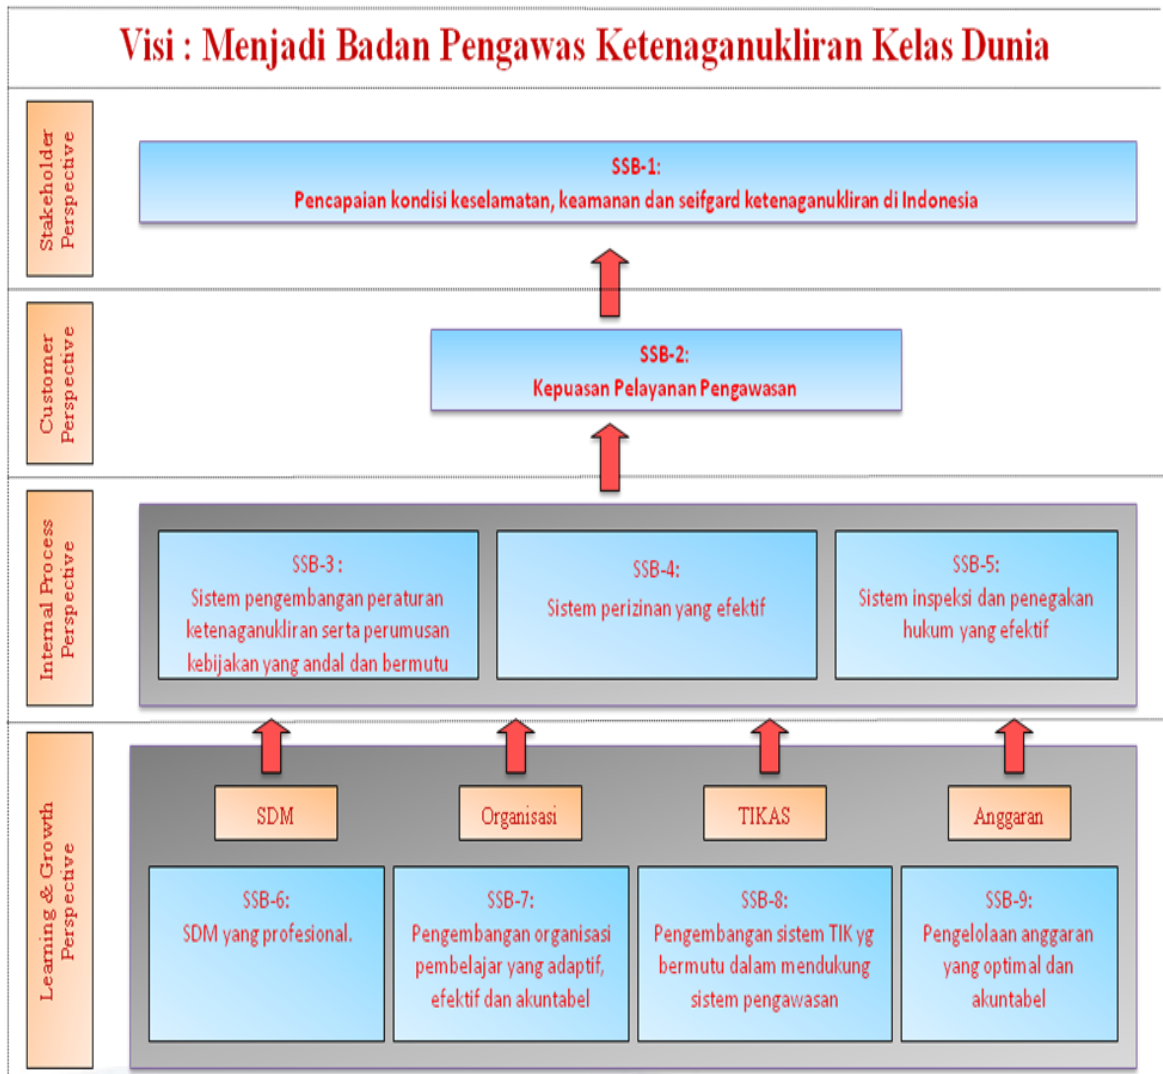 Visi : Menjadi Badan Pengawas Ketenaganukliran Kelas Dunia
Stakeholder
Perspective
SSB-1:
Pencapaian kondisi keselamatan, keamanan dan seifgard ketenaganukliran di Indonesia
Customer
Perspective
SSB-2:
Kepuasan Pelayanan Pengawasan
Internal Process
Perspective
SSB-3 :
Sistem pengembangan peraturan
ketenaganukliran serta perumusan
kebijakan yang andal dan bermutu
SSB-4:
Sistem perizinan yang efektif
SSB-5:
Sistem inspeksi dan penegakan
hukum yang efektif
Learning & Growth
Perspective
SDM
Organisasi
TIKAS
Anggaran
SSB-6:
SDM yang profesional.
SSB-7:
Pengembangan organisasi
pembelajar yang adaptif,
efektif dan akuntabel
SSB-8:
Pengembangan sistem TIK yg
bermutu dalam mendukung
sistem pengawasan
SSB-9:
Pengelolaan anggaran
yang optimal dan
akuntabel